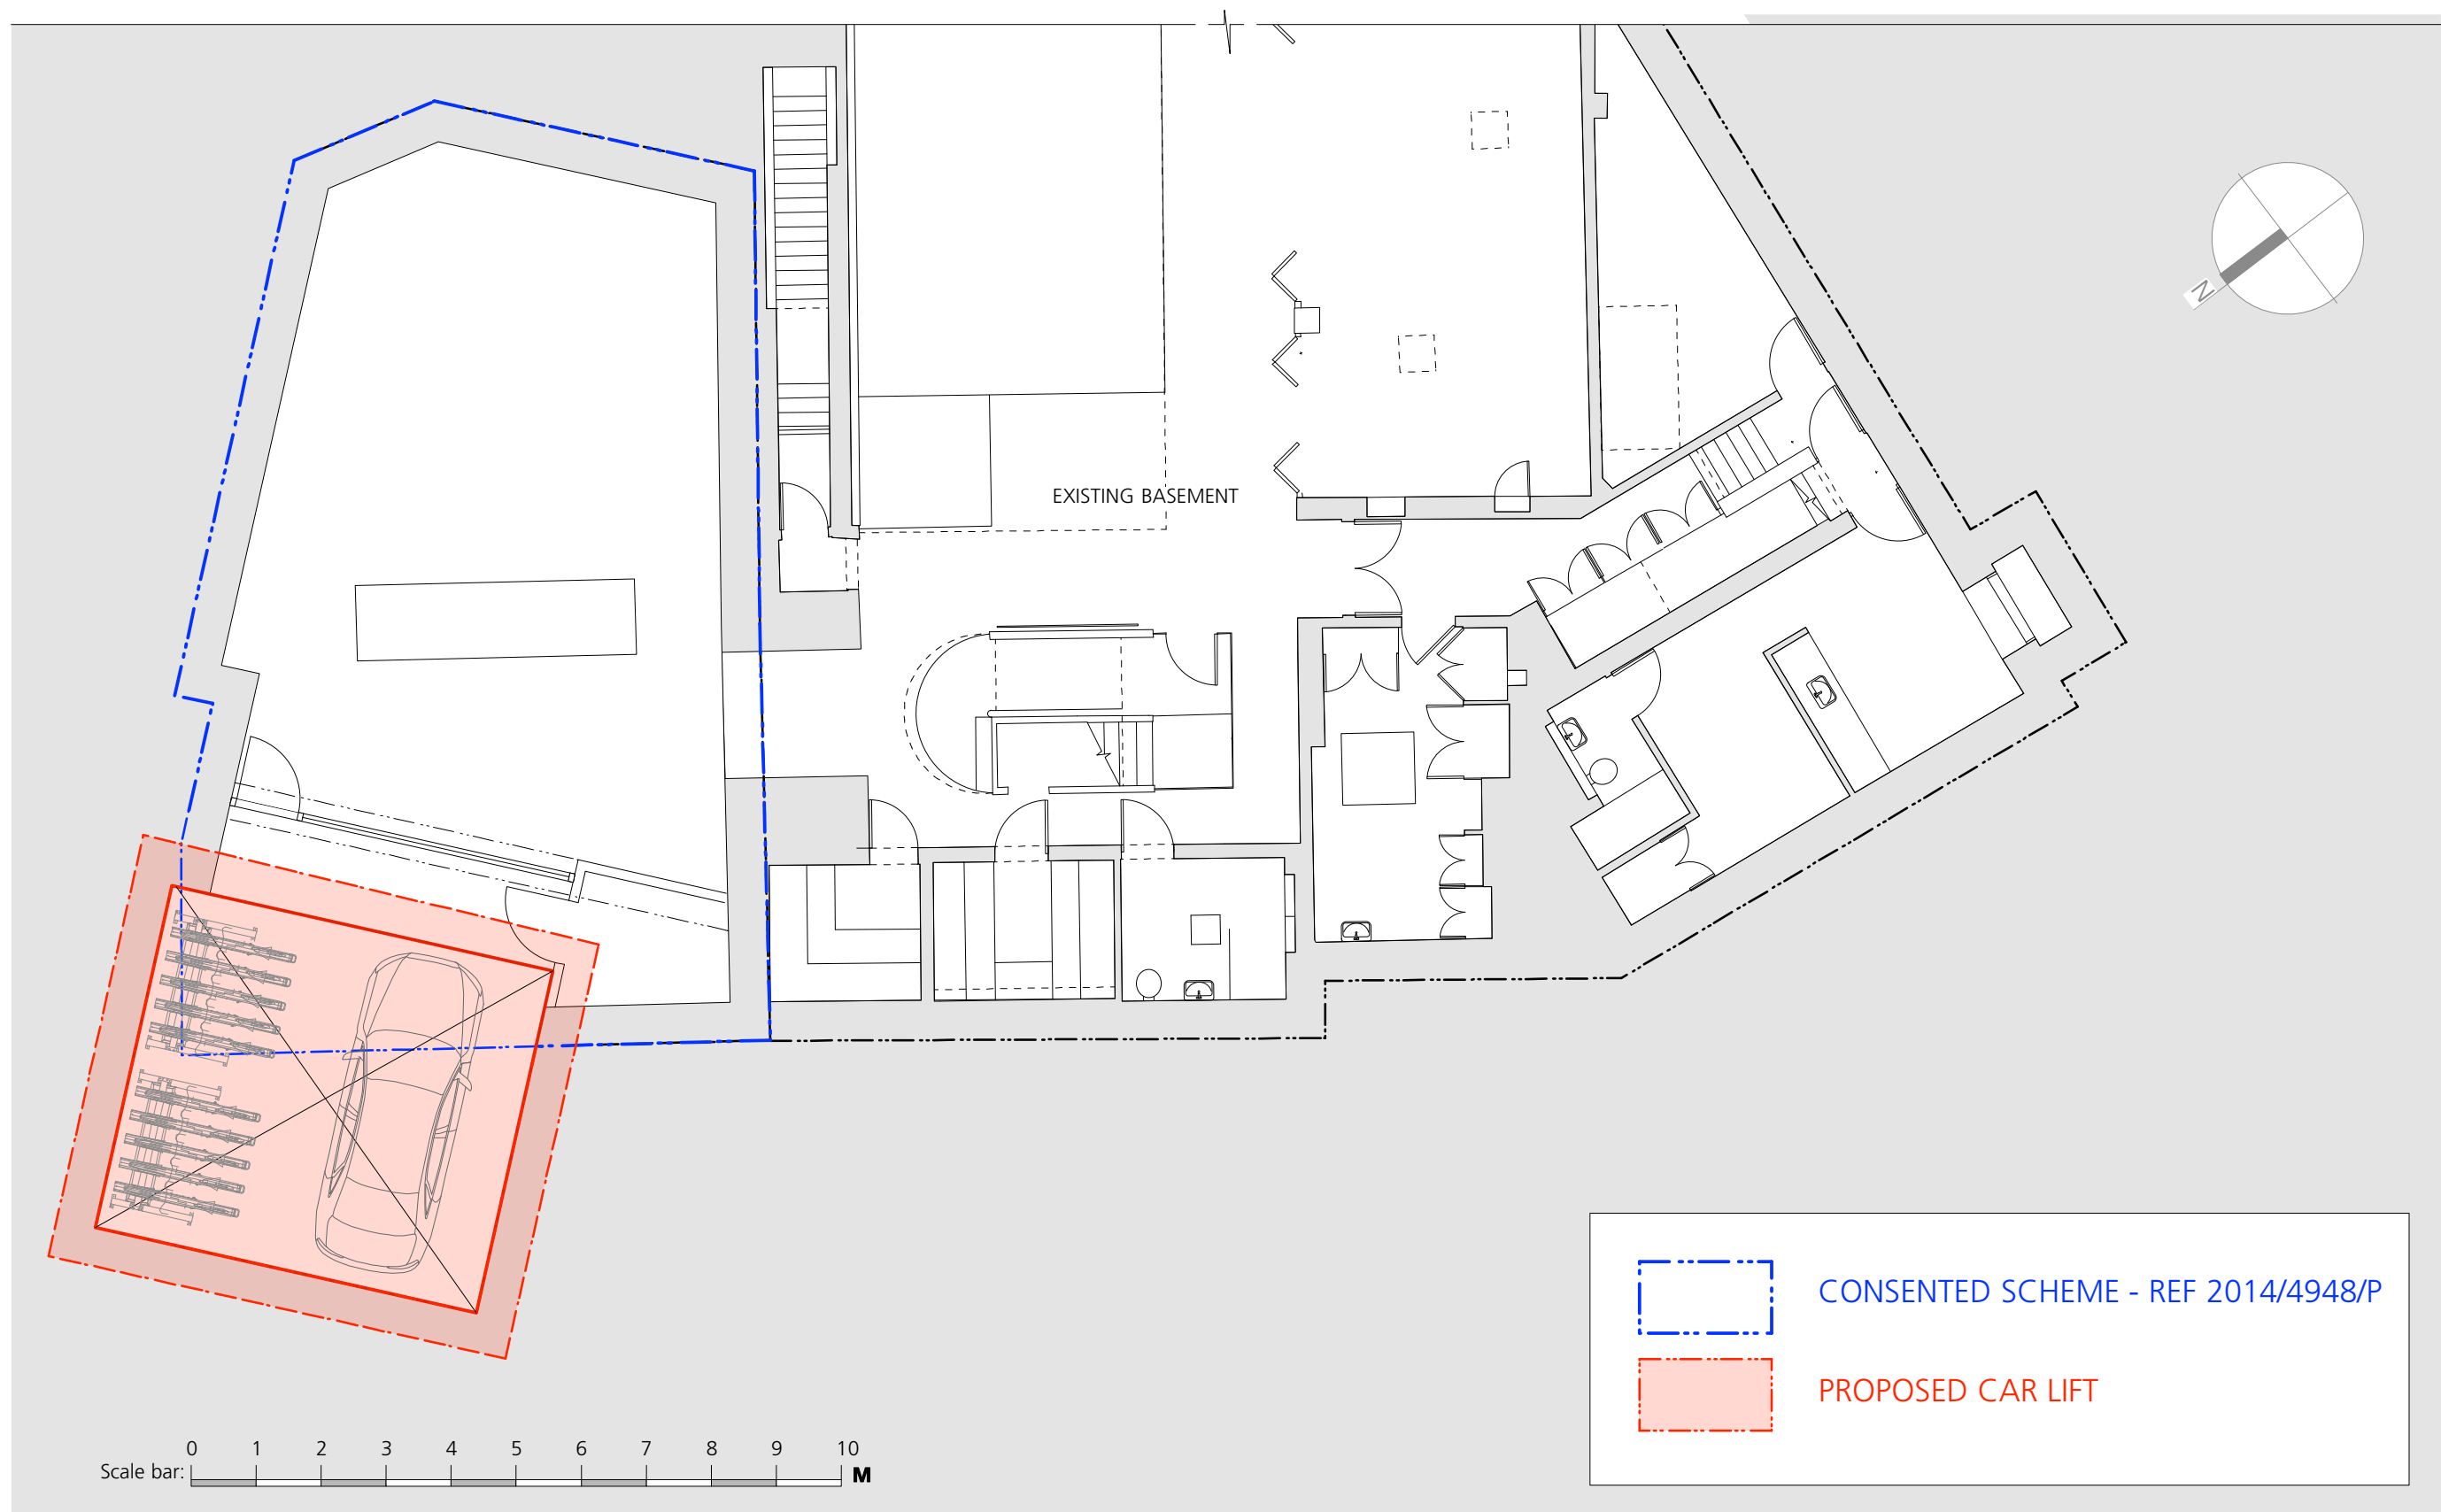 N
EXISTING BASEMENT
CONSENTED SCHEME - REF 2014/4948/P
PROPOSED CAR LIFT
0 1 2 3 4 5 6 7 8 9 10
Scale bar: M